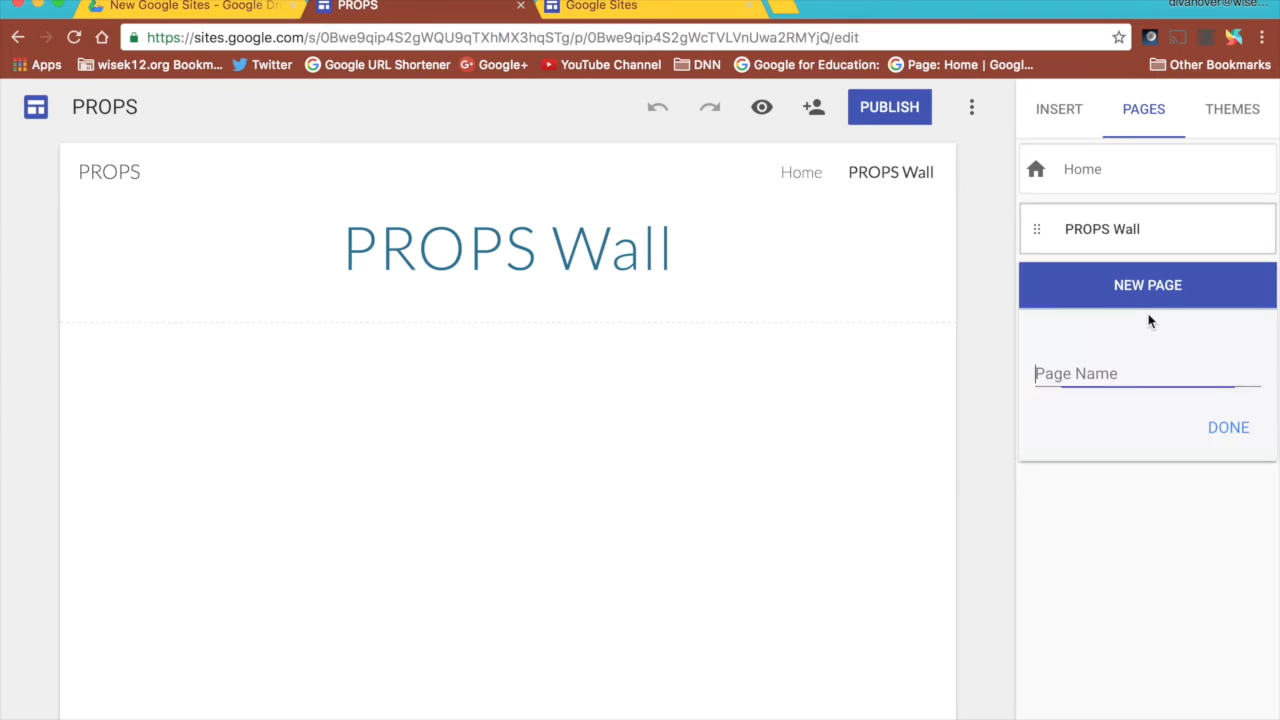 New Google Sites - Google Dr
PROPS
Google Sites
divanover@wise...
https://sites.google.com/s/0Bwe9qip4S2gWQU9qTXhMX3hqSTg/p/0Bwe9qip4S2gWcTVLVnUwa2RMYjQ/edit
Apps
wisek12.org Bookm...
Twitter
Google URL Shortener
Google+
YouTube Channel
DNN
Google for Education:
Page: Home | Googl...
Other Bookmarks
PROPS
PUBLISH
INSERT
PAGES
THEMES
PROPS
Home
PROPS Wall
PROPS Wall
Home
PROPS Wall
NEW PAGE
Page Name
DONE